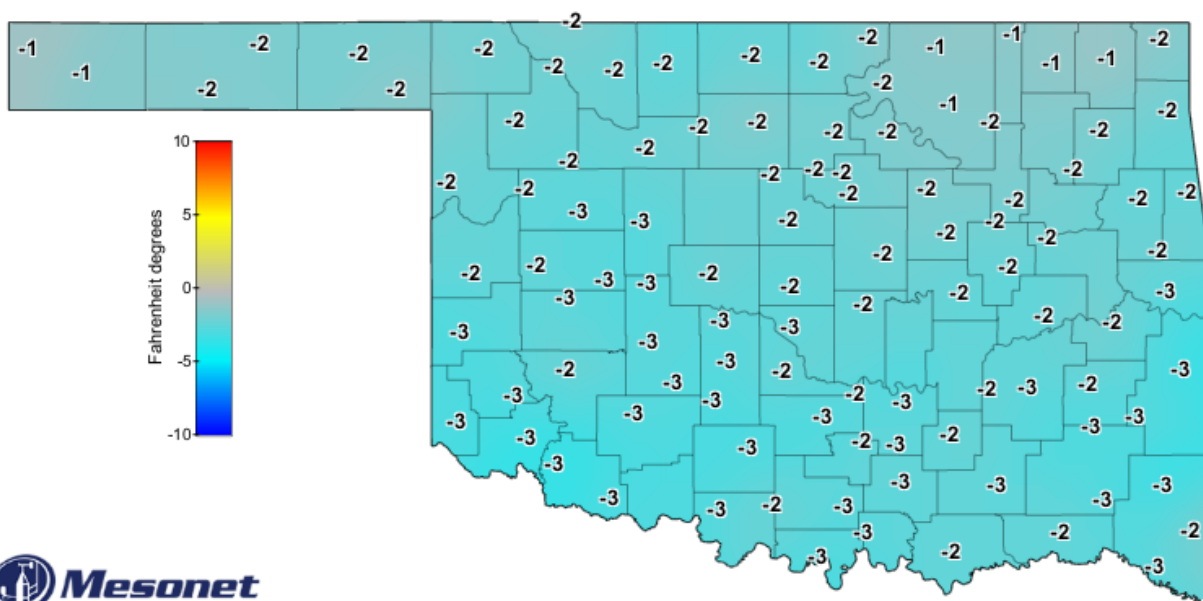 -2
-1 -2 -2 -2 -2 -1 -1 -2
-1 -2 -2 -2 -2 -2 -2 -1 -1
-2 -2 -2 -1 -2
-2 -2 -2 -2 -2 -2 -2
-2 -2 -2 -2 -2 -2
-2 -2 -2 -2 -2 -2 -2
-3 -3 -2 -2 -2 -2 -2
-2 -2 -2 -2 -2 -2
-3 -3 -3 -2 -2 -2 -3
-3 -3 -3 -2 -2 -2
-3 -3 -2
-2 -3 -2 -3
-3 -3 -3 -2 -3 -2 -3 -2
-3 -3 -3 -3 -3
-3 -3 -2 -3 -2
-3 -3 -3 -3
-3 -3 -2 -3 -3
-3 -2 -2
-3 -2 -3
10
5
0
-5
-10
Fahrenheit degrees
Mesonet